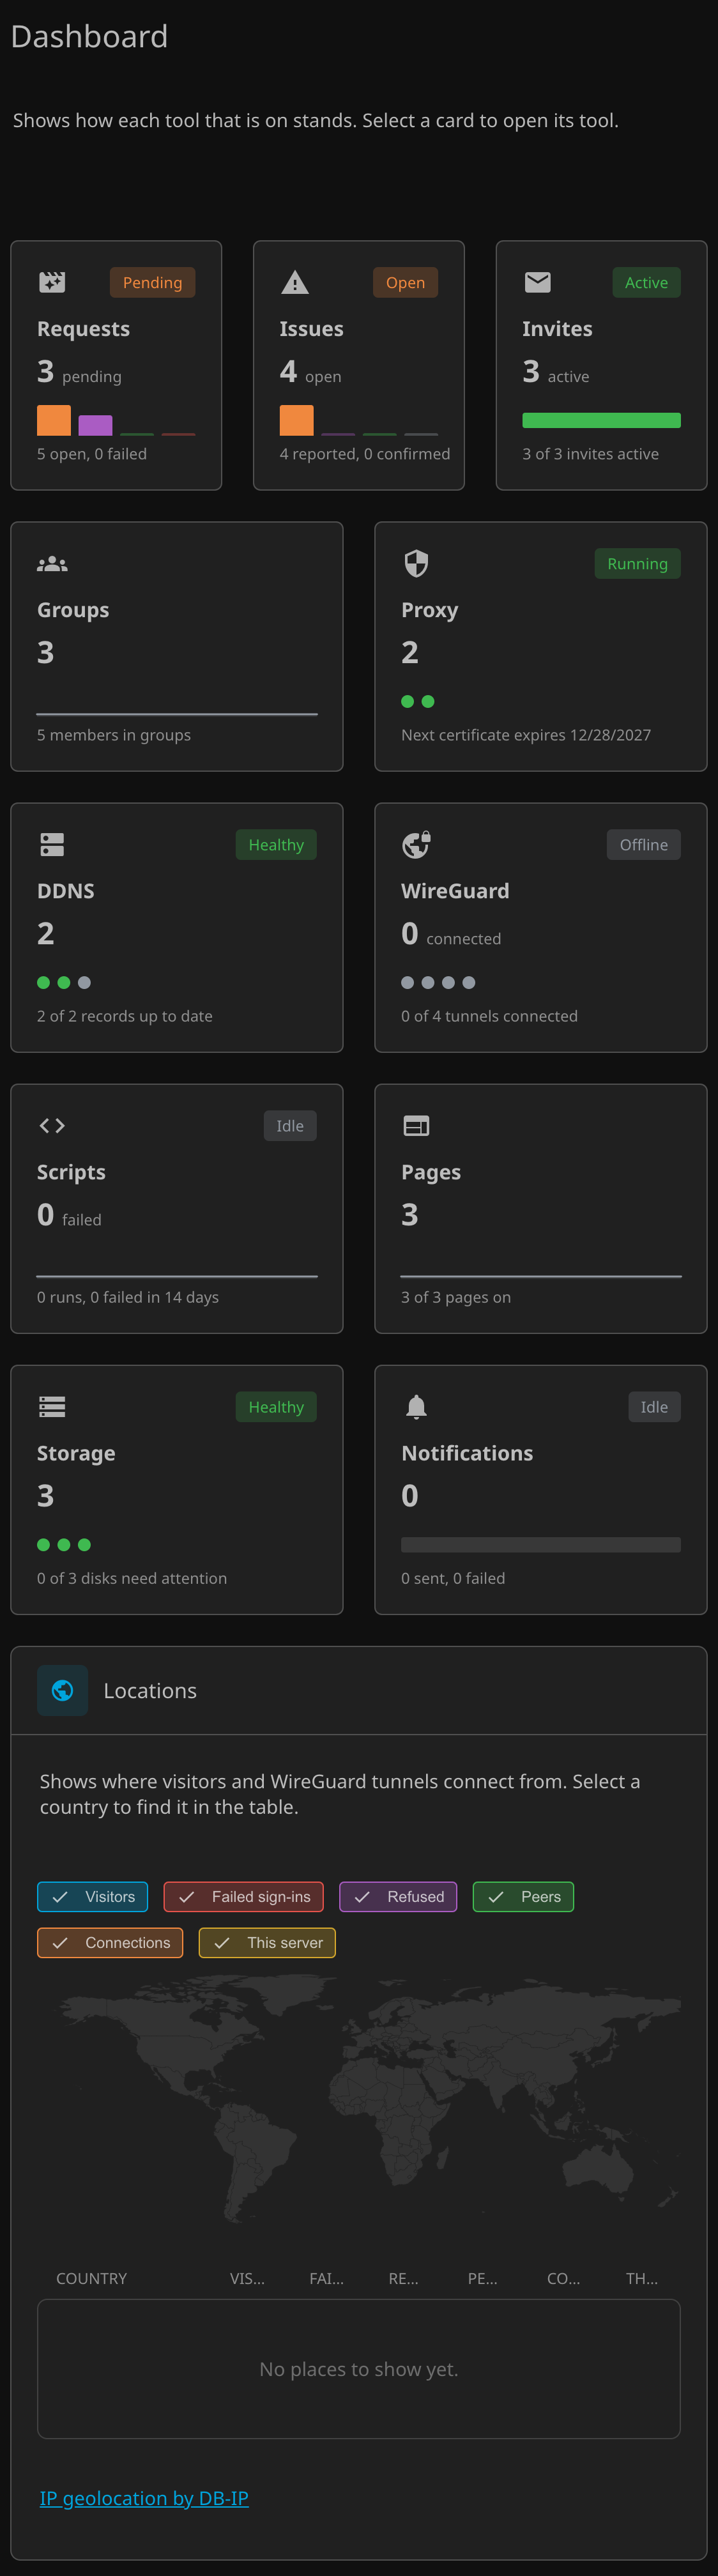 Dashboard
Shows how each tool that is on stands. Select a card to open its tool.
Pending
Requests
3 pending
5 open, 0 failed
Open
Issues
4 open
4 reported, 0 confirmed
Active
Invites
3 active
3 of 3 invites active
Groups
3
5 members in groups
Running
Proxy
2
Next certificate expires 12/28/2027
Healthy
DDNS
2
2 of 2 records up to date
Offline
WireGuard
0 connected
0 of 4 tunnels connected
Idle
Scripts
0 failed
0 runs, 0 failed in 14 days
Pages
3
3 of 3 pages on
Healthy
Storage
3
0 of 3 disks need attention
Idle
Notifications
0
0 sent, 0 failed
Locations
Shows where visitors and WireGuard tunnels connect from. Select a
country to find it in the table.
Visitors Failed sign-ins Refused Peers
Connections This server
COUNTRY VIS... FAI... RE... PE... CO... TH...
No places to show yet.
IP geolocation by DB-IP